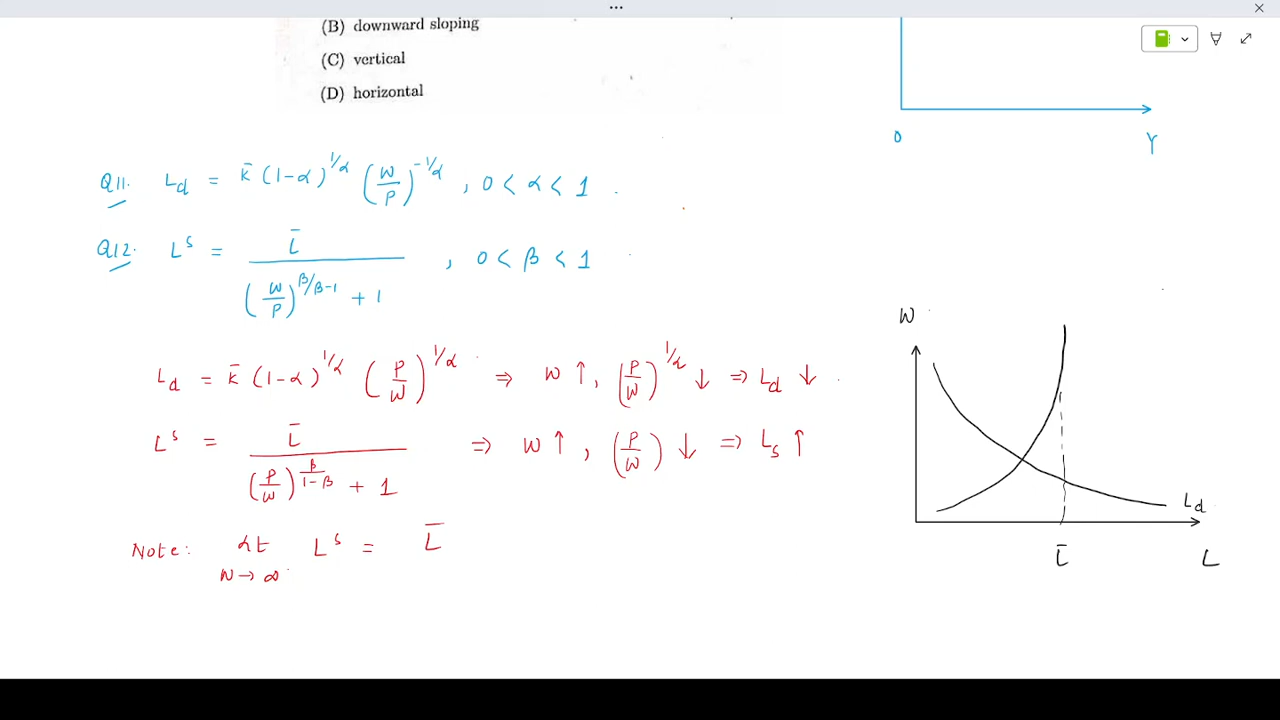 (B) downward sloping
(C) vertical
(D) horizontal
0
Y
Q11. L_d = K̄ (1-α)^{1/α} (W/P)^{-1/α} , 0 < α < 1
Q12. L^s = L̄ / ((W/P)^{β/β-1} + 1) , 0 < β < 1
L_d = K̄ (1-α)^{1/α} (P/W)^{1/α} ⇒ W ↑ , (P/W)^{1/α} ↓ ⇒ L_d ↓
L^s = L̄ / ((P/W)^{β/1-β} + 1) ⇒ W ↑ , (P/W) ↓ ⇒ L_s ↑
Note: Lt_{W→∞} L^s = L̄
W
L_d
L̄
L